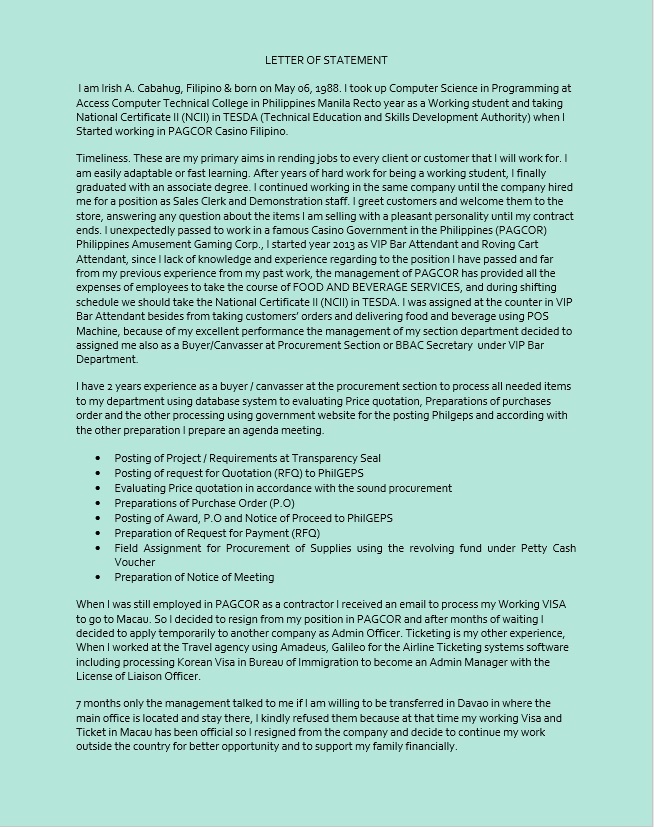 LETTER OF STATEMENT
I am Irish A. Cabahug, Filipino & born on May 06, 1988. I took up Computer Science in Programming at
Access Computer Technical College in Philippines Manila Recto year as a Working student and taking
National Certificate II (NCII) in TESDA (Technical Education and Skills Development Authority) when I
Started working in PAGCOR Casino Filipino.
Timeliness. These are my primary aims in rending jobs to every client or customer that I will work for. I
am easily adaptable or fast learning. After years of hard work for being a working student, I finally
graduated with an associate degree. I continued working in the same company until the company hired
me for a position as Sales Clerk and Demonstration staff. I greet customers and welcome them to the
store, answering any question about the items I am selling with a pleasant personality until my contract
ends. I unexpectedly passed to work in a famous Casino Government in the Philippines (PAGCOR)
Philippines Amusement Gaming Corp., I started year 2013 as VIP Bar Attendant and Roving Cart
Attendant, since I lack of knowledge and experience regarding to the position I have passed and far
from my previous experience from my past work, the management of PAGCOR has provided all the
expenses of employees to take the course of FOOD AND BEVERAGE SERVICES, and during shifting
schedule we should take the National Certificate II (NCII) in TESDA. I was assigned at the counter in VIP
Bar Attendant besides from taking customers' orders and delivering food and beverage using POS
Machine, because of my excellent performance the management of my section department decided to
assigned me also as a Buyer/Canvasser at Procurement Section or BBAC Secretary under VIP Bar
Department.
I have 2 years experience as a buyer / canvasser at the procurement section to process all needed items
to my department using database system to evaluating Price quotation, Preparations of purchases
order and the other processing using government website for the posting Philgeps and according with
the other preparation I prepare an agenda meeting.
• Posting of Project / Requirements at Transparency Seal
• Posting of request for Quotation (RFQ) to PhilGEPS
• Evaluating Price quotation in accordance with the sound procurement
• Preparations of Purchase Order (P.O)
• Posting of Award, P.O and Notice of Proceed to PhilGEPS
• Preparation of Request for Payment (RFQ)
• Field Assignment for Procurement of Supplies using the revolving fund under Petty Cash
Voucher
• Preparation of Notice of Meeting
When I was still employed in PAGCOR as a contractor I received an email to process my Working VISA
to go to Macau. So I decided to resign from my position in PAGCOR and after months of waiting I
decided to apply temporarily to another company as Admin Officer. Ticketing is my other experience,
When I worked at the Travel agency using Amadeus, Galileo for the Airline Ticketing systems software
including processing Korean Visa in Bureau of Immigration to become an Admin Manager with the
License of Liaison Officer.
7 months only the management talked to me if I am willing to be transferred in Davao in where the
main office is located and stay there, I kindly refused them because at that time my working Visa and
Ticket in Macau has been official so I resigned from the company and decide to continue my work
outside the country for better opportunity and to support my family financially.